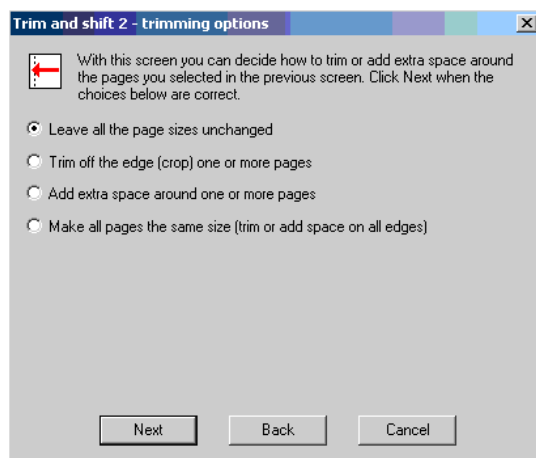 Trim and shift 2 - trimming options
With this screen you can decide how to trim or add extra space around
the pages you selected in the previous screen. Click Next when the
choices below are correct.
Leave all the page sizes unchanged
Trim off the edge (crop) one or more pages
Add extra space around one or more pages
Make all pages the same size (trim or add space on all edges)
Next Back Cancel